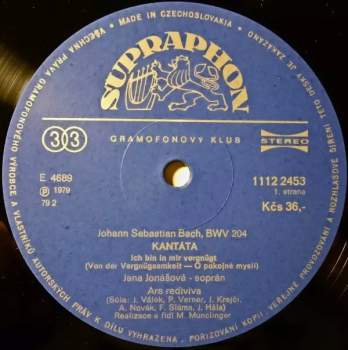 MADE IN CZECHOSLOVAKIA • VŠECHNA PRÁVA GRAMOFONOVÉHO VÝROBCE A VLASTNÍKŮ AUTORSKÝCH PRÁV K DÍLU VYHRAZENA. POŘIZOVÁNÍ KOPIÍ, VEŘEJNÉ PROVOZOVÁNÍ A ROZHLASOVÉ ŠÍŘENÍ TÉTO DESKY JE ZAKÁZÁNO •
SUPRAPHON
33
GRAMOFONOVÝ KLUB
STEREO
E 4689
℗ 1979
79 2
1112 2453
1. strana
Kčs 36,-
Johann Sebastian Bach, BWV 204
KANTÁTA
Ich bin in mir vergnügt
(Von der Vergnügsamkeit — O pokojné mysli)
Jana Jonášová - soprán
Ars rediviva
(Sóla: J. Válek, P. Verner, J. Krejčí,
A. Novák, F. Sláma, J. Hála)
Realizace a řídí M. Munclinger